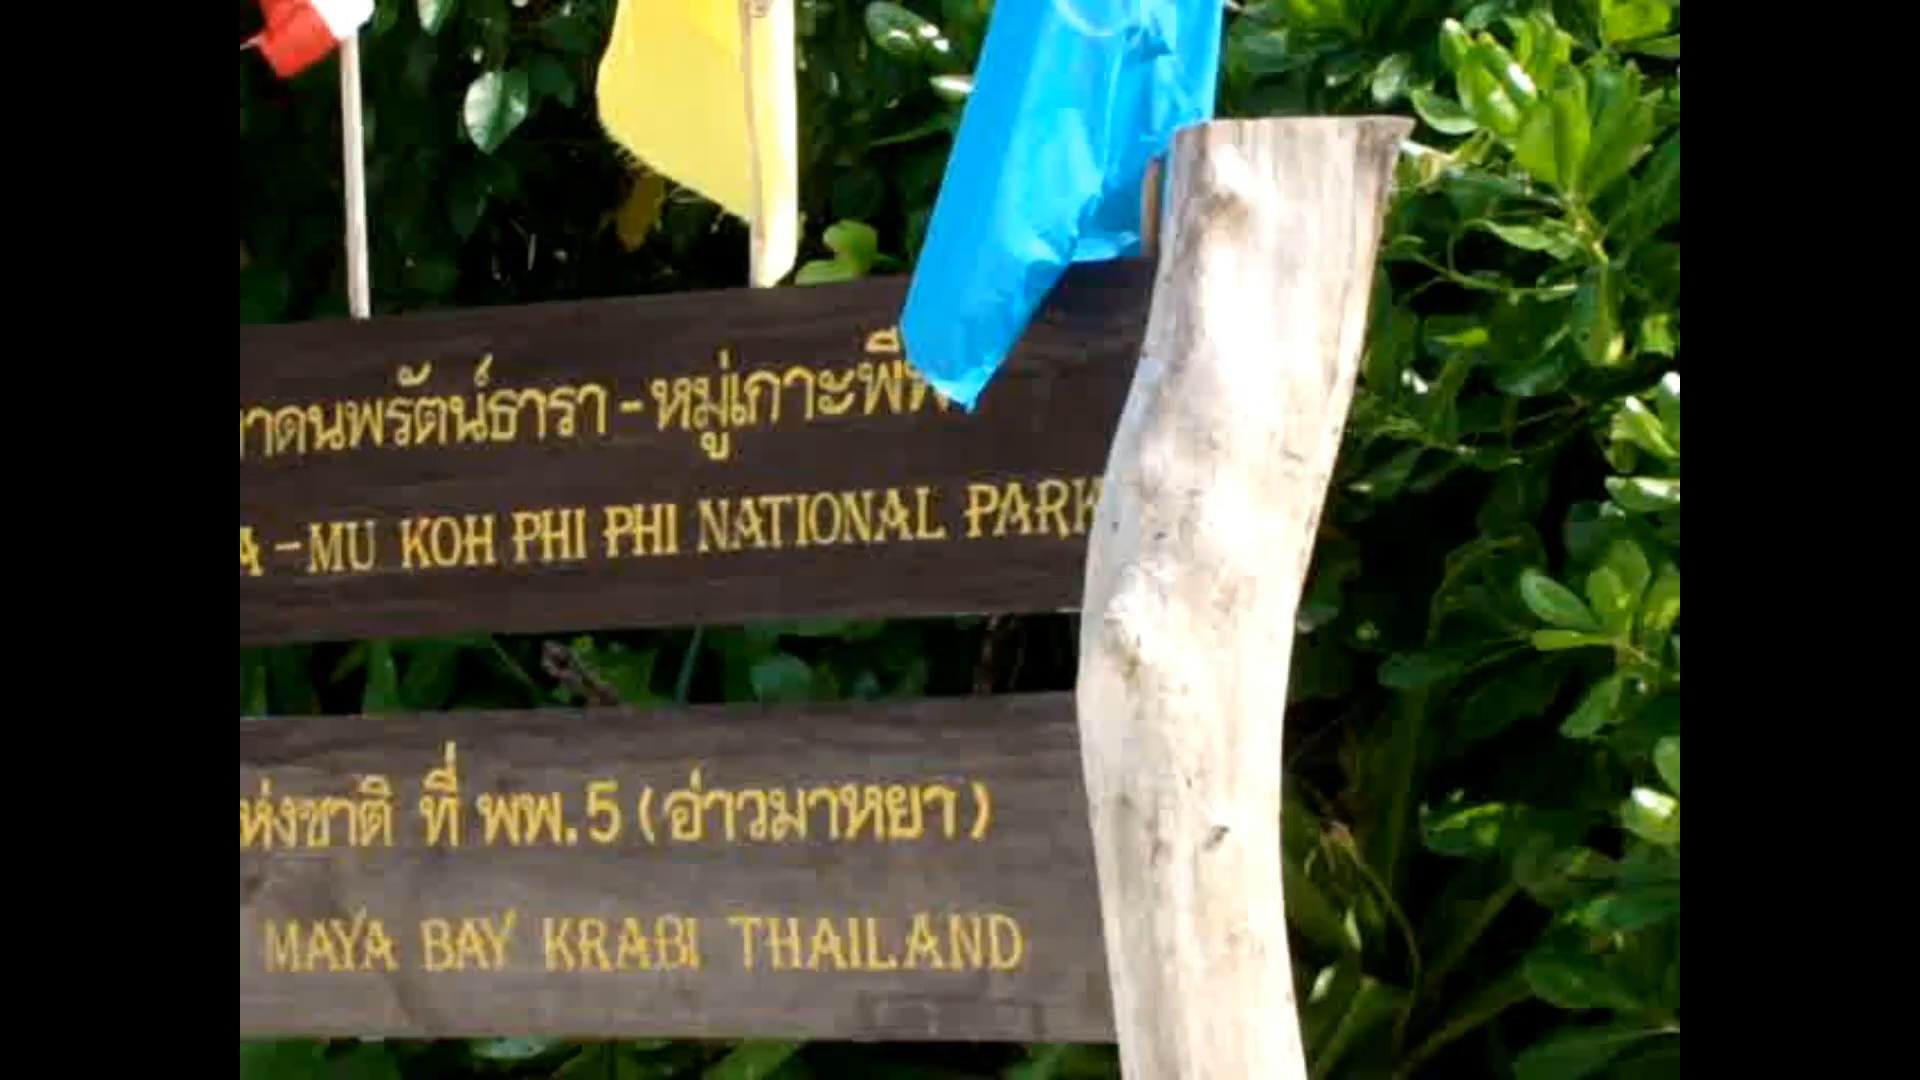 าดนพรัตน์ธารา - หมู่เกาะพีพี
A - MU KOH PHI PHI NATIONAL PARK
ห่งชาติ ที่ พพ.5 (อ่าวมาหยา)
MAYA BAY KRABI THAILAND